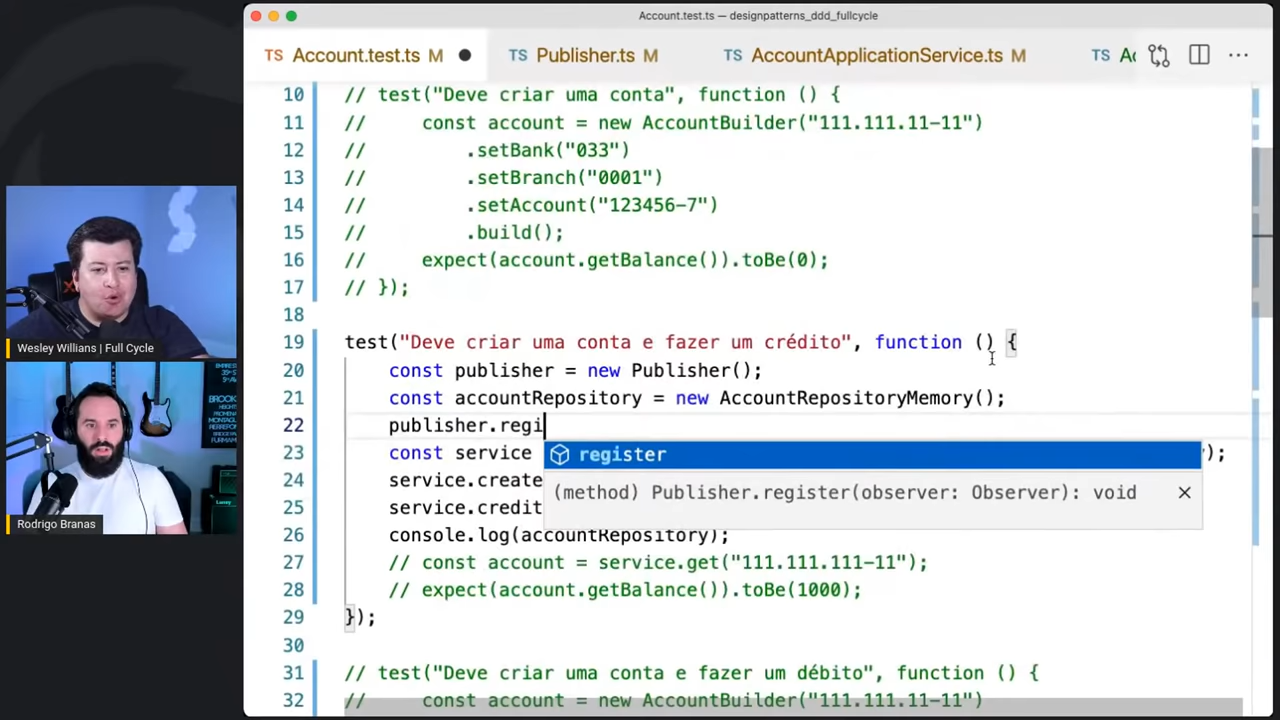 Account.test.ts — designpatterns_ddd_fullcycle
TS Account.test.ts M
TS Publisher.ts M
TS AccountApplicationService.ts M
TS Ac
10 // test("Deve criar uma conta", function () {
11 //     const account = new AccountBuilder("111.111.11-11")
12 //         .setBank("033")
13 //         .setBranch("0001")
14 //         .setAccount("123456-7")
15 //         .build();
16 //     expect(account.getBalance()).toBe(0);
17 // });
18
19 test("Deve criar uma conta e fazer um crédito", function () {
20     const publisher = new Publisher();
21     const accountRepository = new AccountRepositoryMemory();
22     publisher.regi
23     const service );
register
24     service.create
(method) Publisher.register(observer: Observer): void
25     service.credit
26     console.log(accountRepository);
27     // const account = service.get("111.111.111-11");
28     // expect(account.getBalance()).toBe(1000);
29 });
30
31 // test("Deve criar uma conta e fazer um débito", function () {
32 //     const account = new AccountBuilder("111.111.11-11")
Wesley Willians | Full Cycle
Rodrigo Branas